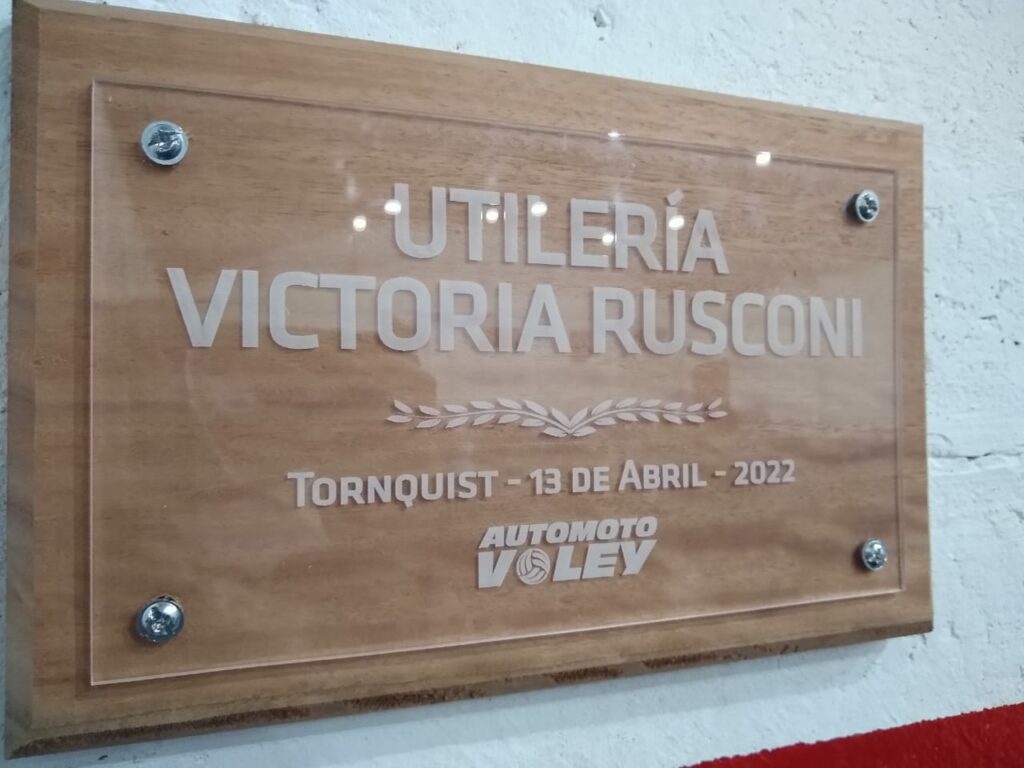 UTILERÍA
VICTORIA RUSCONI
TORNQUIST - 13 DE ABRIL - 2022
AUTOMOTO
VOLEY